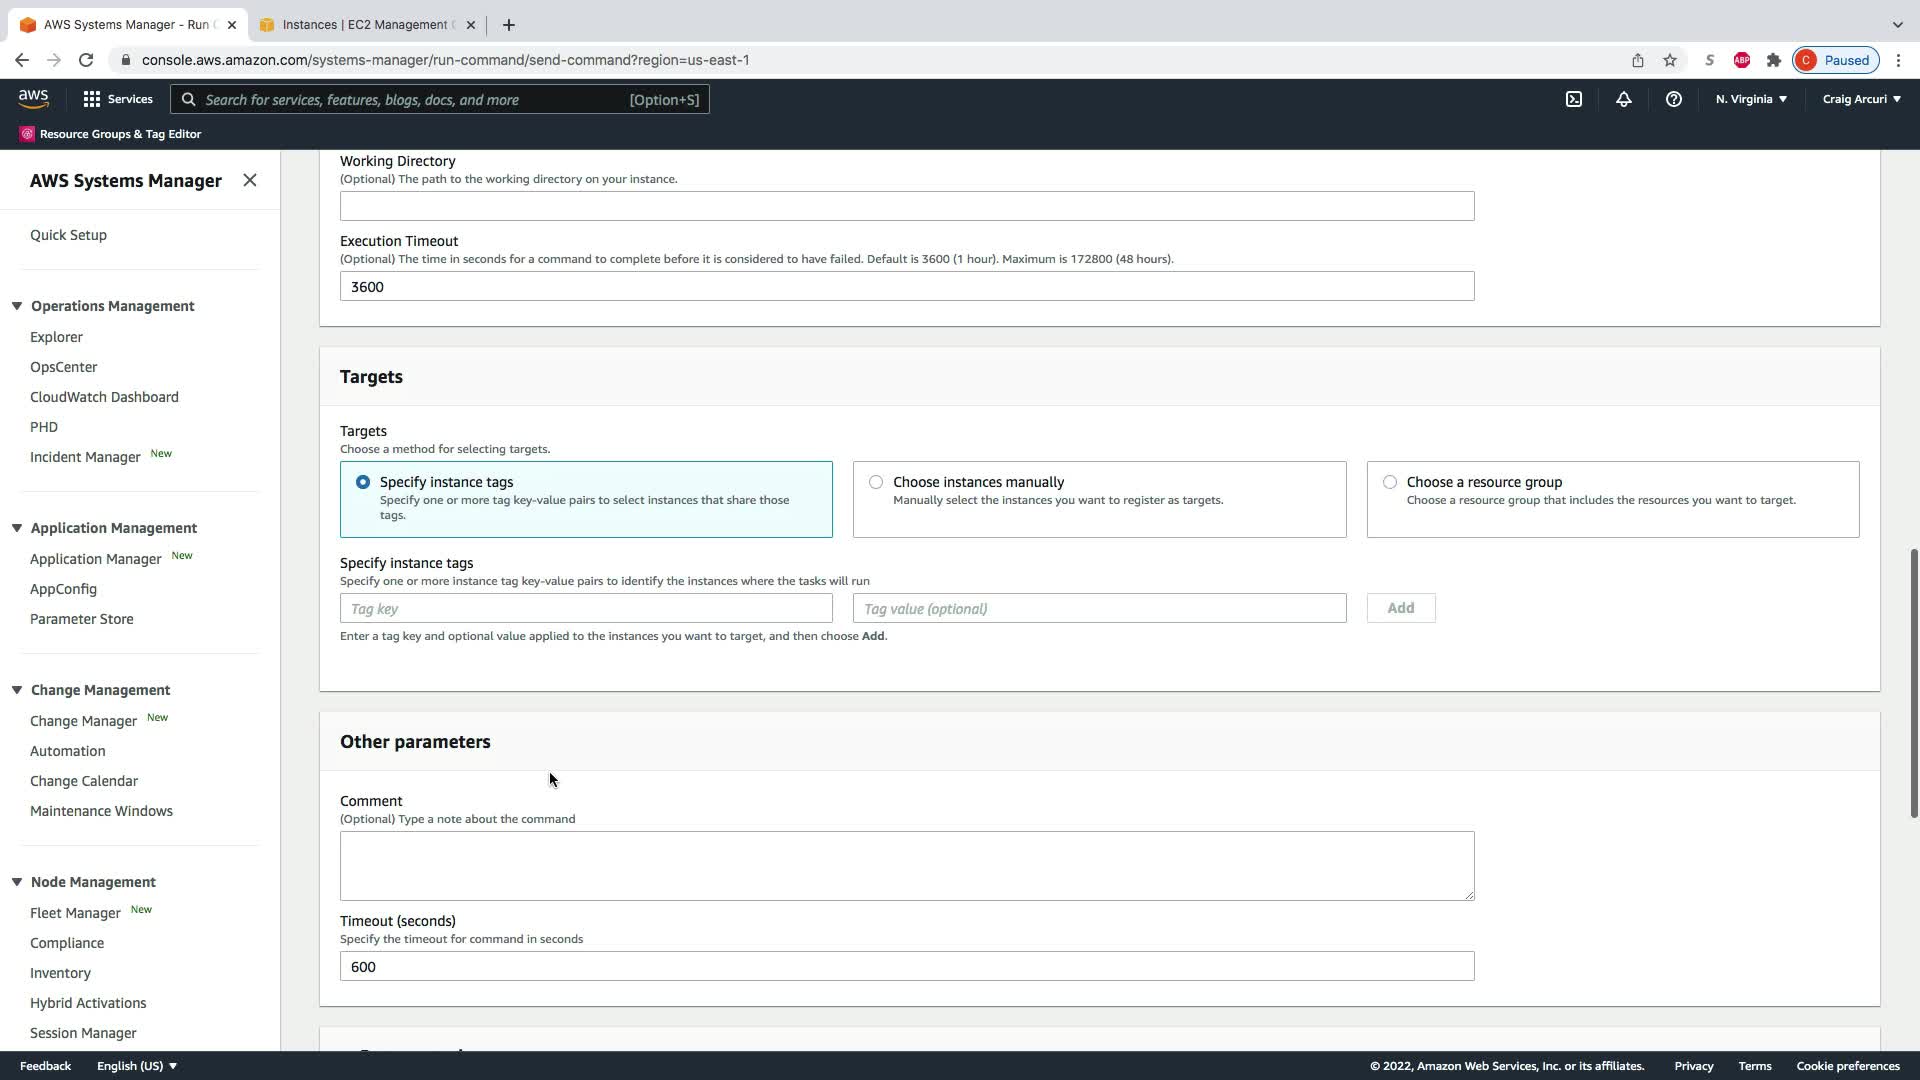 AWS Systems Manager - Run C
Instances | EC2 Management C
console.aws.amazon.com/systems-manager/run-command/send-command?region=us-east-1
S
ABP
C
Paused
aws
Services
Search for services, features, blogs, docs, and more
[Option+S]
N. Virginia
Craig Arcuri
Resource Groups & Tag Editor
AWS Systems Manager
Quick Setup
Operations Management
Explorer
OpsCenter
CloudWatch Dashboard
PHD
Incident Manager New
Application Management
Application Manager New
AppConfig
Parameter Store
Change Management
Change Manager New
Automation
Change Calendar
Maintenance Windows
Node Management
Fleet Manager New
Compliance
Inventory
Hybrid Activations
Session Manager
Working Directory
(Optional) The path to the working directory on your instance.
Execution Timeout
(Optional) The time in seconds for a command to complete before it is considered to have failed. Default is 3600 (1 hour). Maximum is 172800 (48 hours).
3600
Targets
Targets
Choose a method for selecting targets.
Specify instance tags
Specify one or more tag key-value pairs to select instances that share those
tags.
Choose instances manually
Manually select the instances you want to register as targets.
Choose a resource group
Choose a resource group that includes the resources you want to target.
Specify instance tags
Specify one or more instance tag key-value pairs to identify the instances where the tasks will run
Tag key
Tag value (optional)
Add
Enter a tag key and optional value applied to the instances you want to target, and then choose Add.
Other parameters
Comment
(Optional) Type a note about the command
Timeout (seconds)
Specify the timeout for command in seconds
600
Feedback
English (US)
© 2022, Amazon Web Services, Inc. or its affiliates.
Privacy
Terms
Cookie preferences